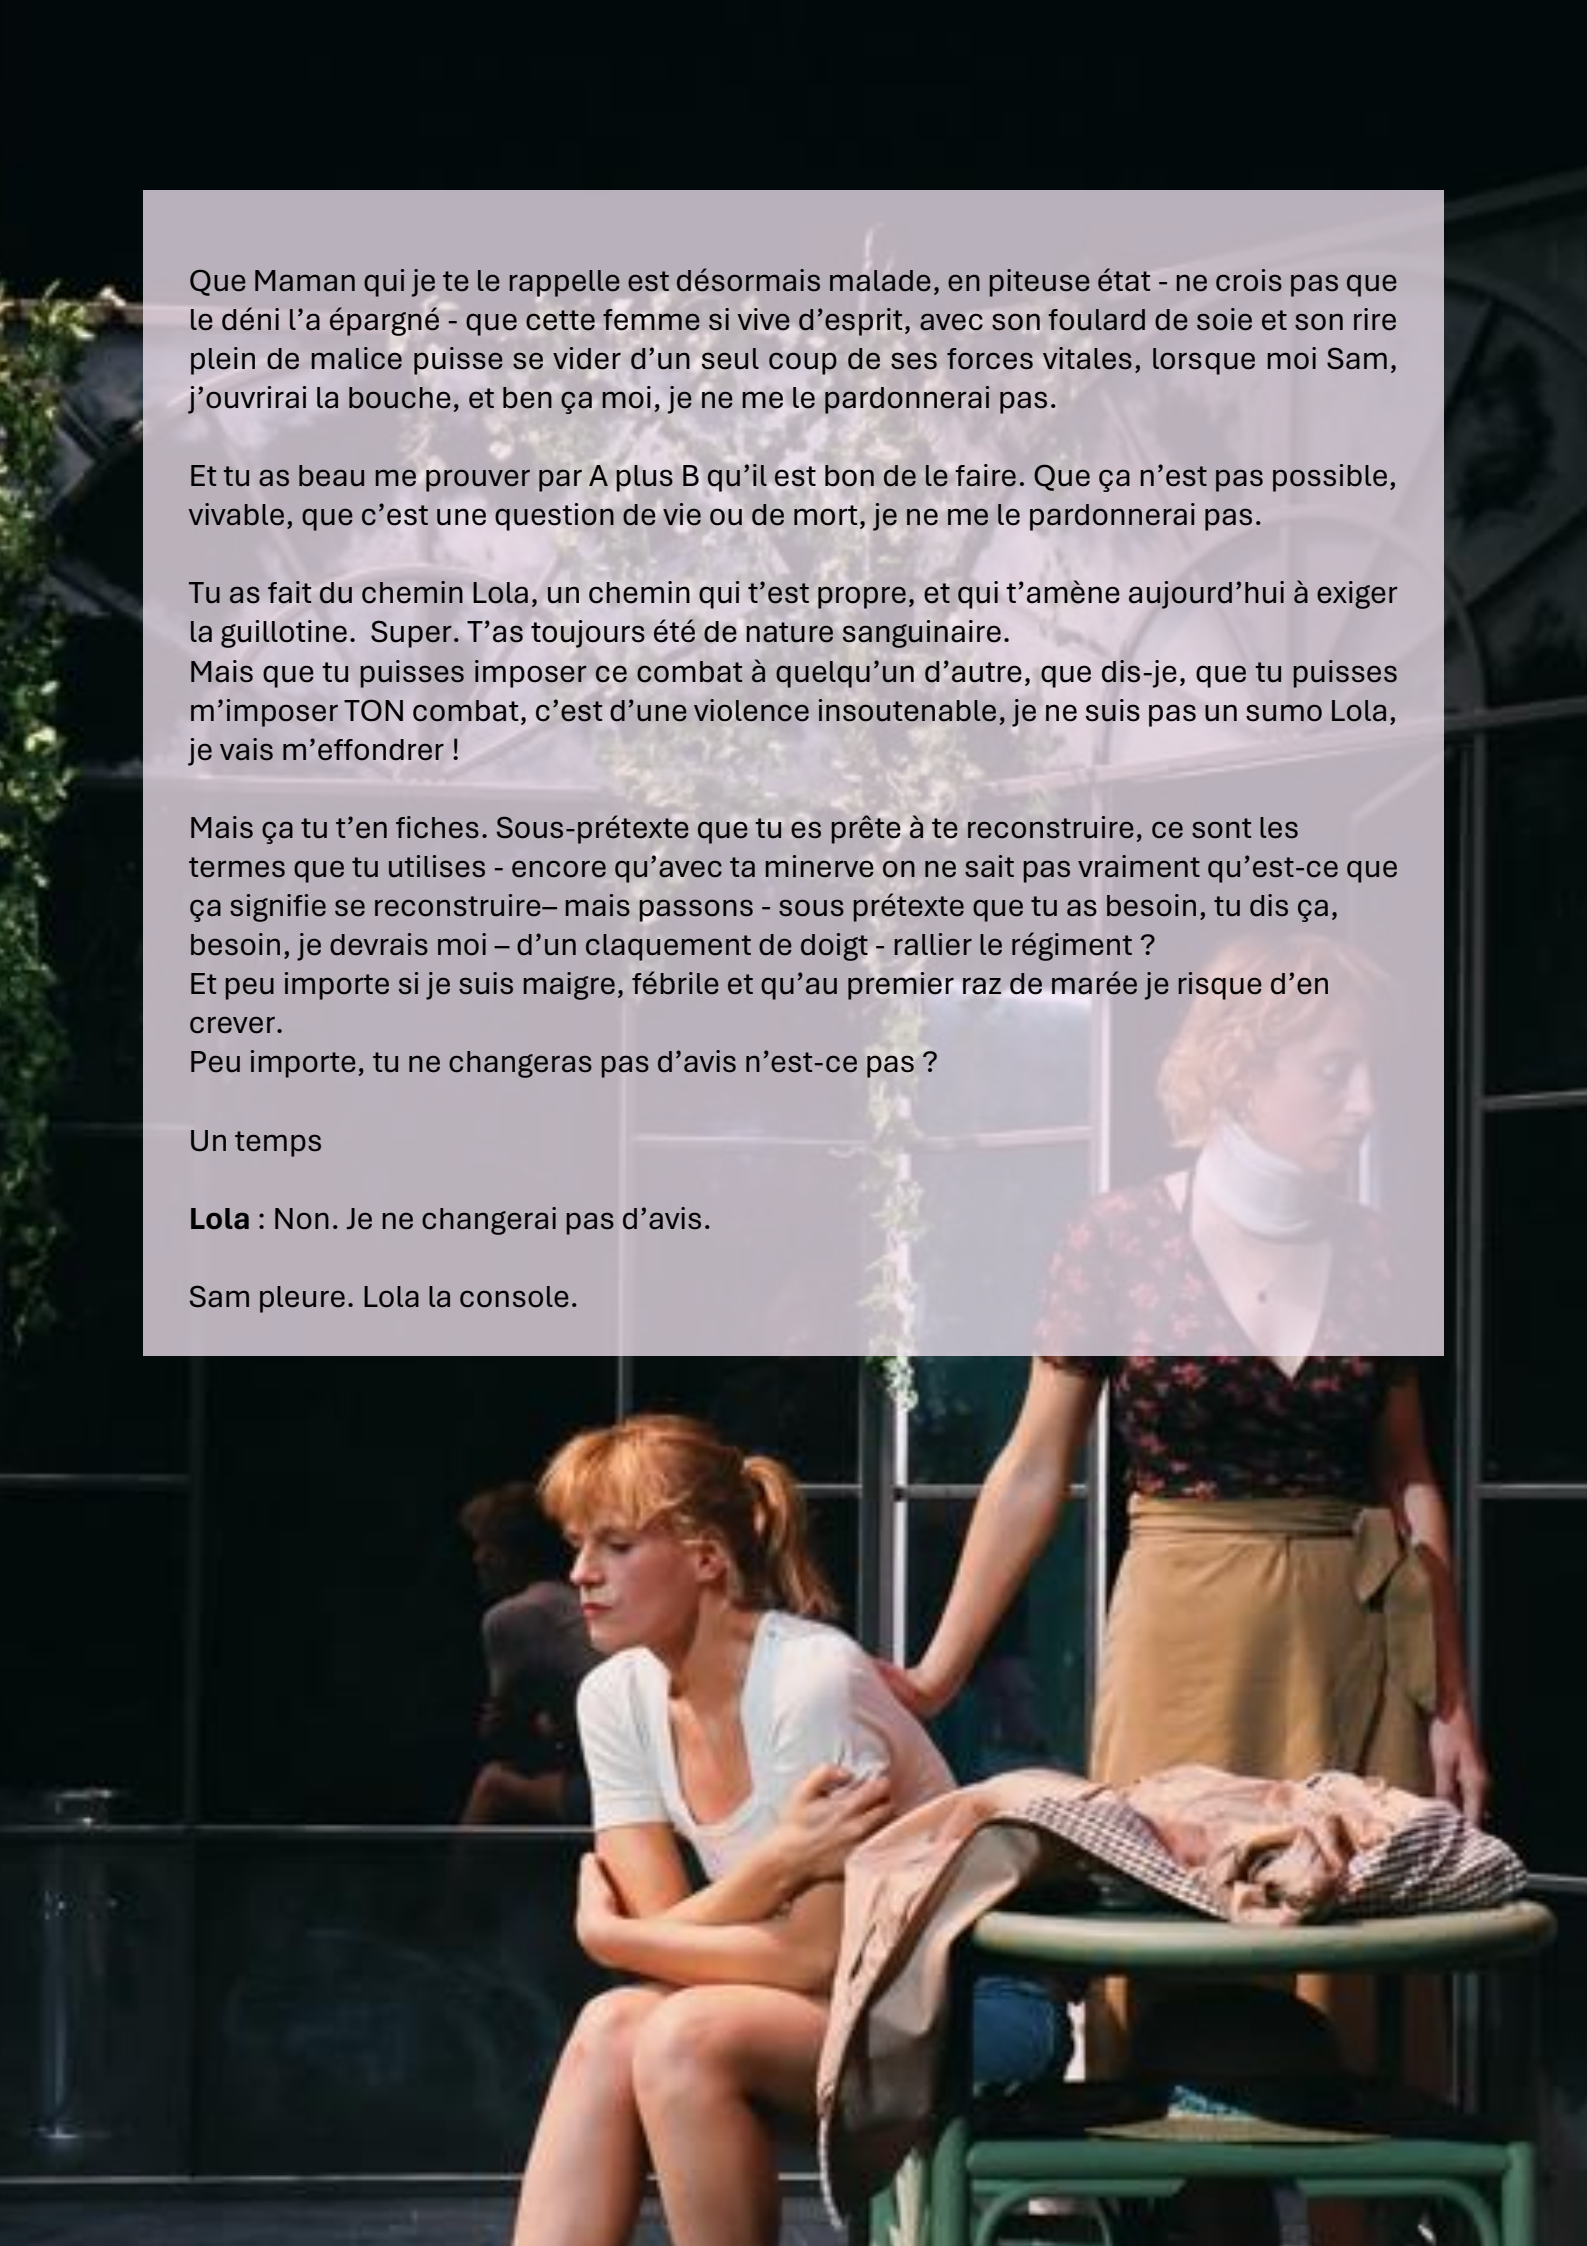 Que Maman qui je te le rappelle est désormais malade, en piteuse état - ne crois pas que
le déni l’a épargné - que cette femme si vive d’esprit, avec son foulard de soie et son rire
plein de malice puisse se vider d’un seul coup de ses forces vitales, lorsque moi Sam,
j’ouvrirai la bouche, et ben ça moi, je ne me le pardonnerai pas.
Et tu as beau me prouver par A plus B qu’il est bon de le faire. Que ça n’est pas possible,
vivable, que c’est une question de vie ou de mort, je ne me le pardonnerai pas.
Tu as fait du chemin Lola, un chemin qui t’est propre, et qui t’amène aujourd’hui à exiger
la guillotine.  Super. T’as toujours été de nature sanguinaire.
Mais que tu puisses imposer ce combat à quelqu’un d’autre, que dis-je, que tu puisses
m’imposer TON combat, c’est d’une violence insoutenable, je ne suis pas un sumo Lola,
je vais m’effondrer !
Mais ça tu t’en fiches. Sous-prétexte que tu es prête à te reconstruire, ce sont les
termes que tu utilises - encore qu’avec ta minerve on ne sait pas vraiment qu’est-ce que
ça signifie se reconstruire– mais passons - sous prétexte que tu as besoin, tu dis ça,
besoin, je devrais moi – d’un claquement de doigt - rallier le régiment ?
Et peu importe si je suis maigre, fébrile et qu’au premier raz de marée je risque d’en
crever.
Peu importe, tu ne changeras pas d’avis n’est-ce pas ?
Un temps
Lola : Non. Je ne changerai pas d’avis.
Sam pleure. Lola la console.